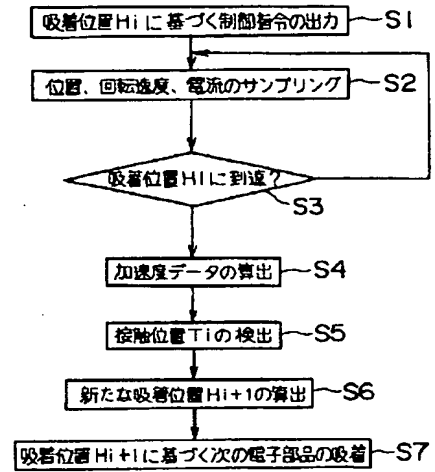 吸着位置Hiに基づく制御指令の出力 S1
位置、回転速度、電流のサンプリング S2
吸着位置Hiに到達？ S3
加速度データの算出 S4
接触位置Tiの検出 S5
新たな吸着位置Hi+1の算出 S6
吸着位置Hi+1に基づく次の電子部品の吸着 S7